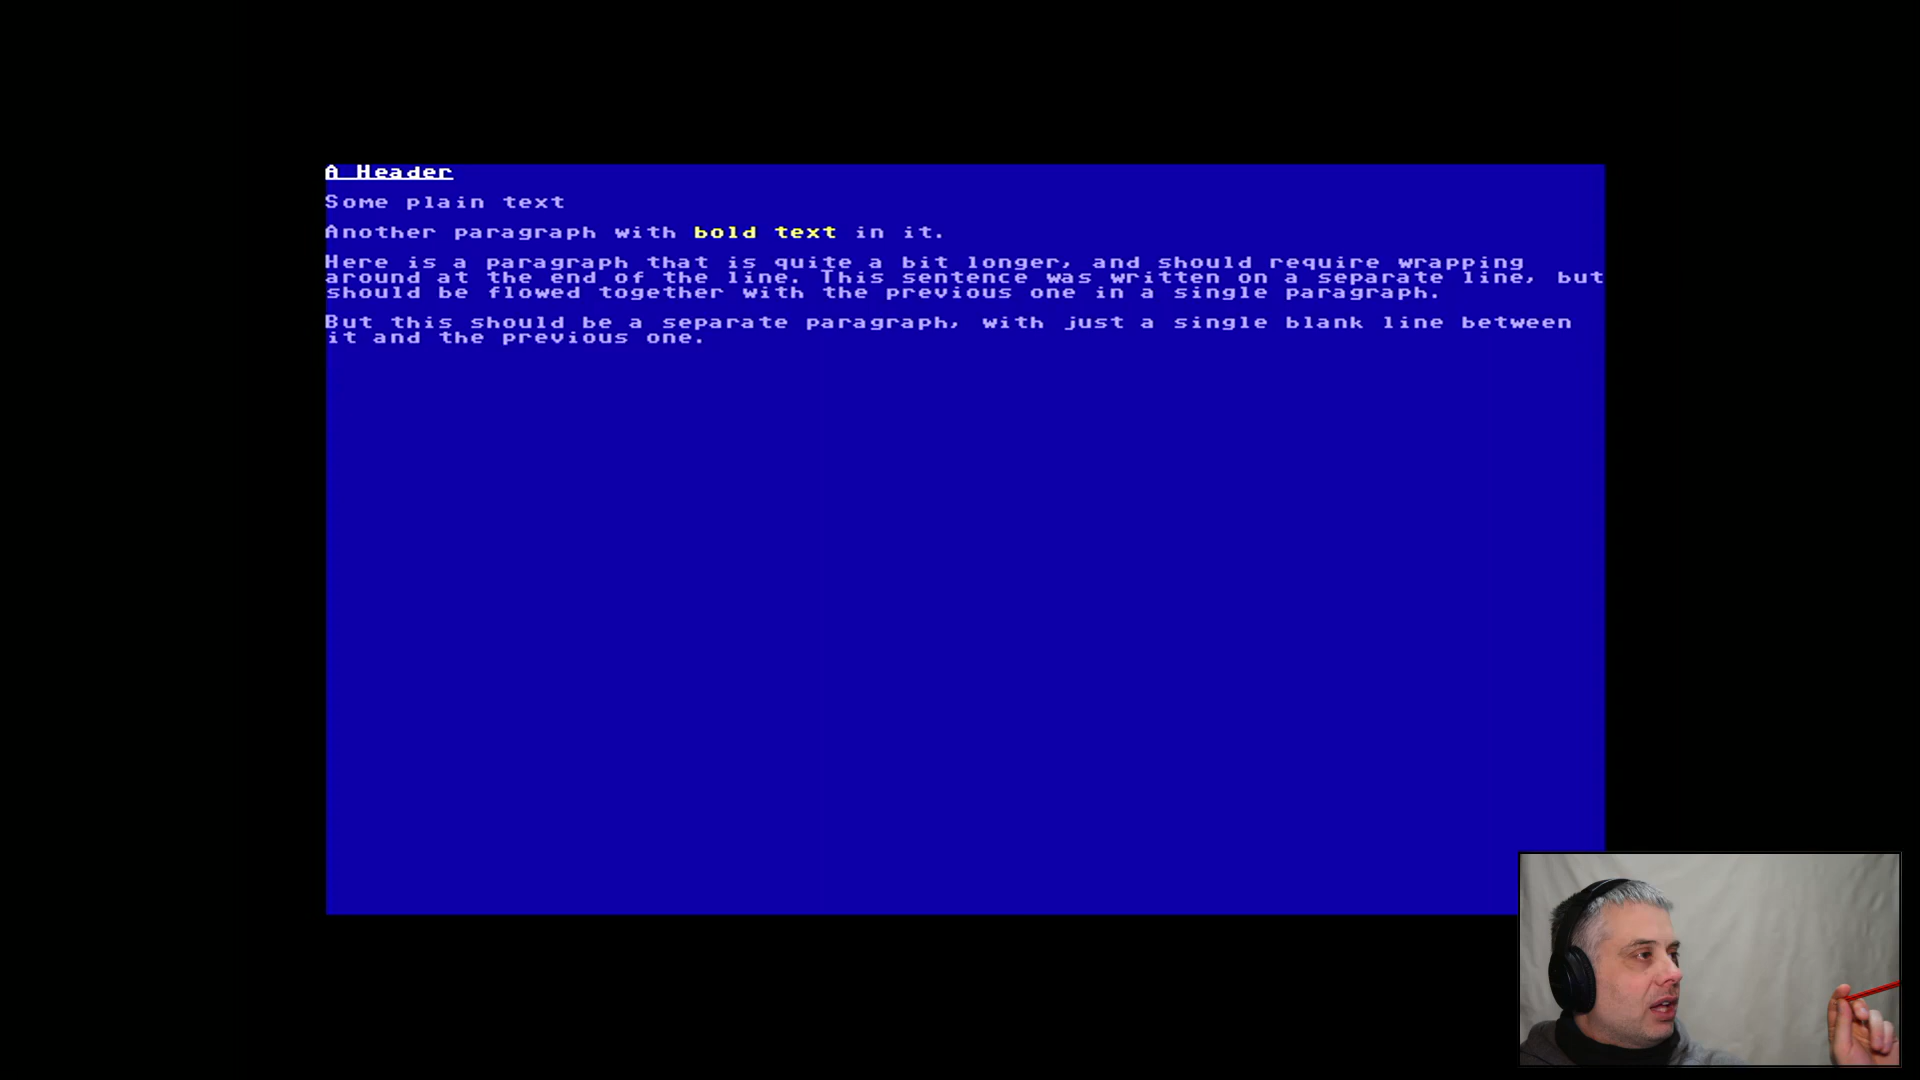 A Header
Some plain text
Another paragraph with bold text in it.
Here is a paragraph that is quite a bit longer, and should require wrapping
around at the end of the line. This sentence was written on a separate line, but
should be flowed together with the previous one in a single paragraph.
But this should be a separate paragraph, with just a single blank line between
it and the previous one.